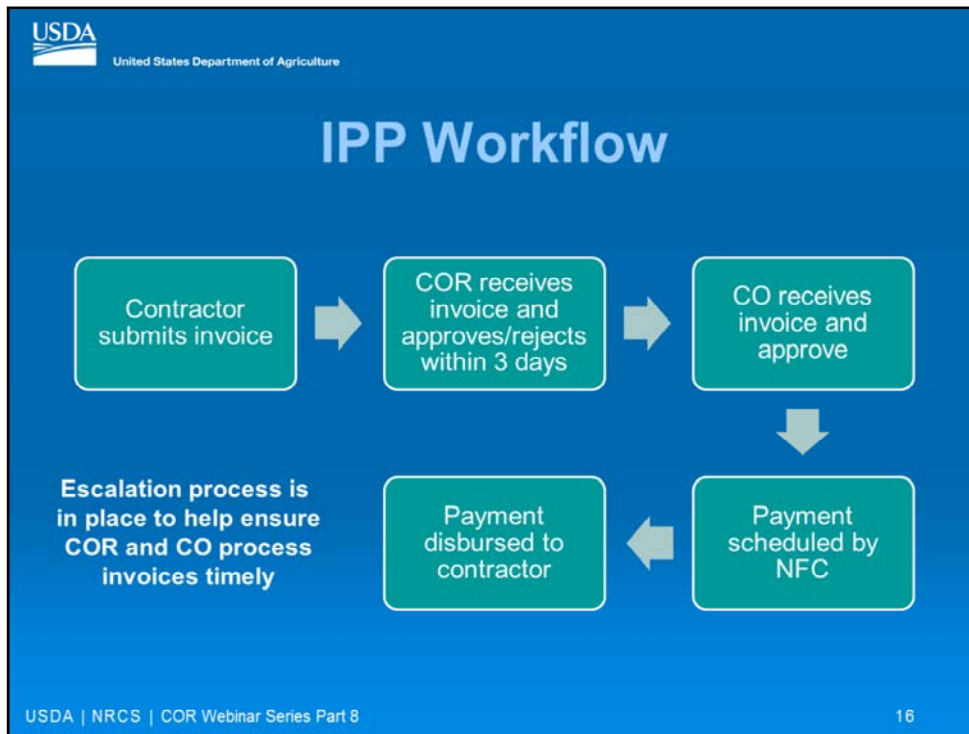 USDA
United States Department of Agriculture
IPP Workflow
Contractor
submits invoice
COR receives
invoice and
approves/rejects
within 3 days
CO receives
invoice and
approve
Escalation process is
in place to help ensure
COR and CO process
invoices timely
Payment
disbursed to
contractor
Payment
scheduled by
NFC
USDA | NRCS | COR Webinar Series Part 8
16